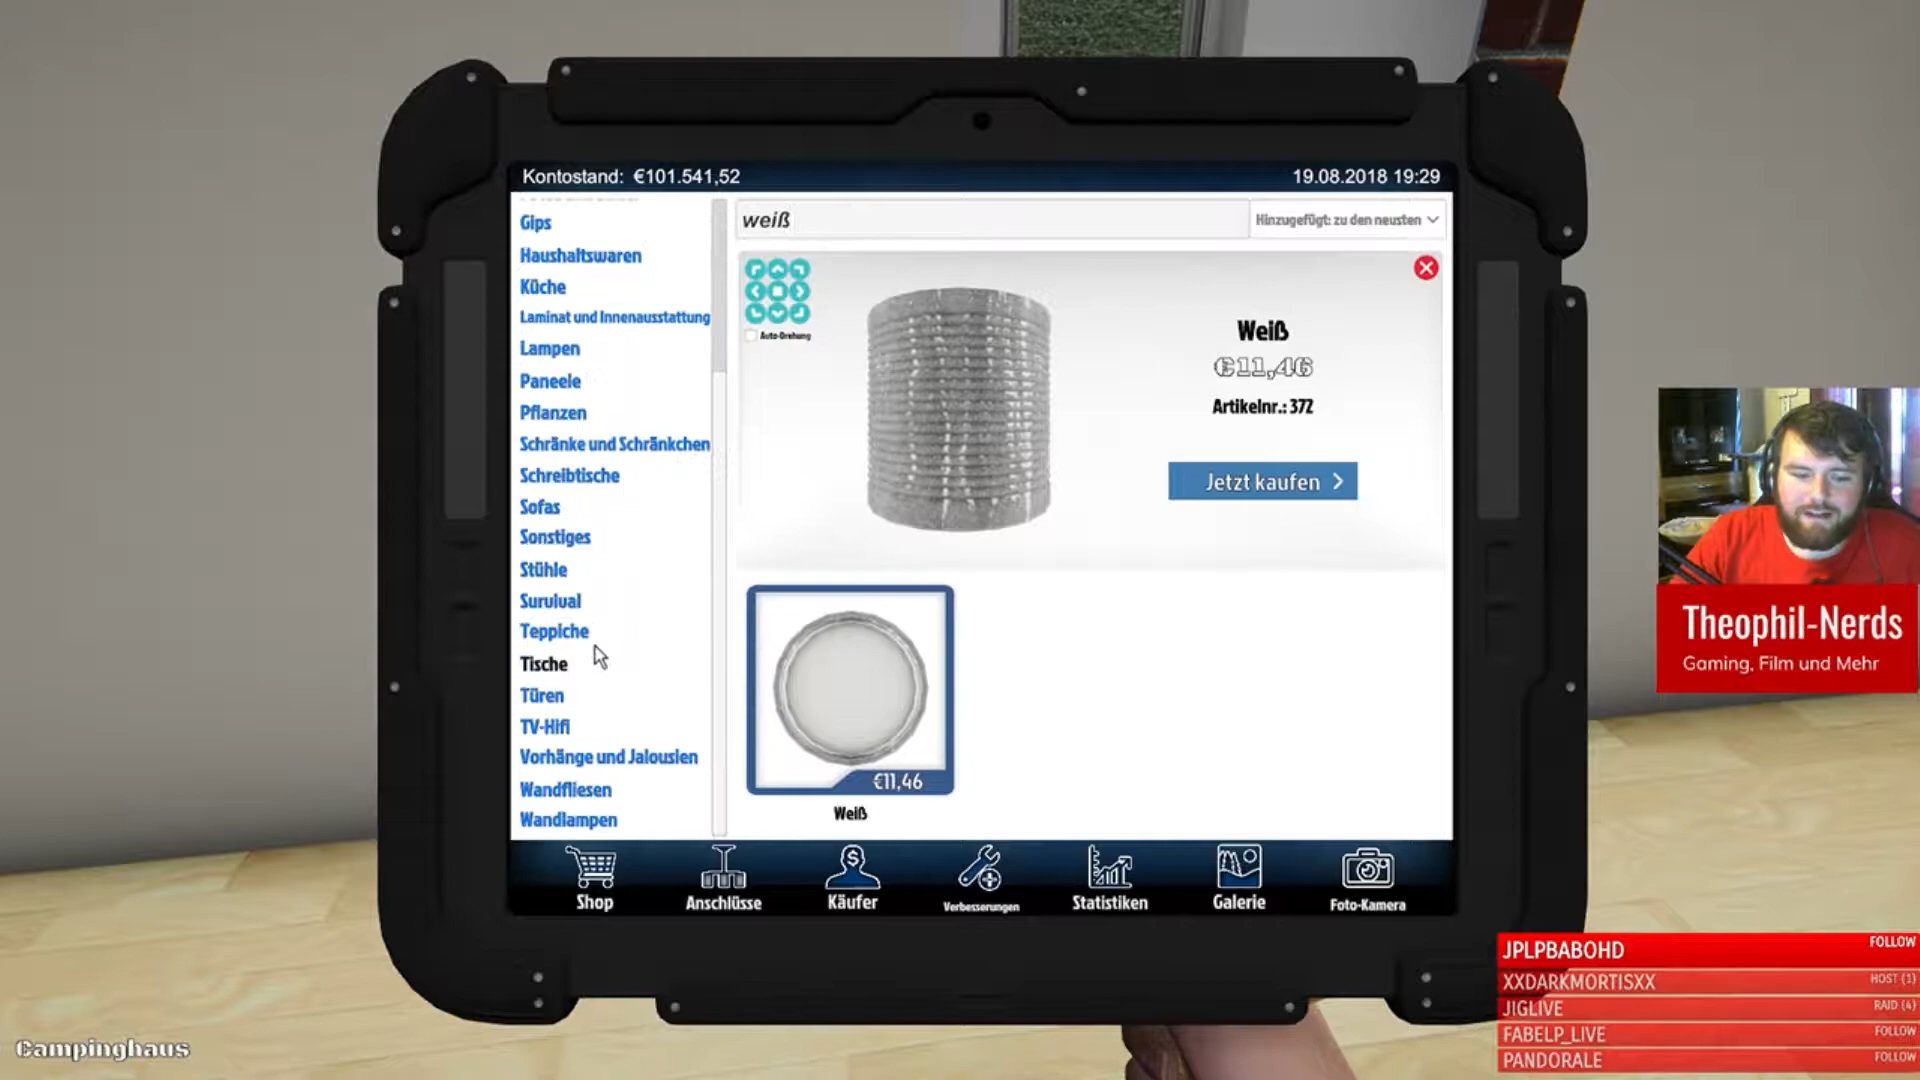 Kontostand: €101.541,52
19.08.2018 19:29
Gips
Haushaltswaren
Küche
Laminat und Innenausstattung
Lampen
Paneele
Pflanzen
Schränke und Schränkchen
Schreibtische
Sofas
Sonstiges
Stühle
Survival
Teppiche
Tische
Türen
TV-Hifi
Vorhänge und Jalousien
Wandfliesen
Wandlampen
weiß
Hinzugefügt: zu den neusten
Auto-Drehung
Weiß
€11,46
Artikelnr.: 372
Jetzt kaufen
€11,46
Weiß
Shop
Anschlüsse
Käufer
Verbesserungen
Statistiken
Galerie
Foto-Kamera
Theophil-Nerds
Gaming, Film und Mehr
JPLPBABOHD FOLLOW
XXDARKMORTISXX HOST (1)
JIGLIVE RAID (4)
FABELP_LIVE FOLLOW
PANDORALE FOLLOW
Campinghaus